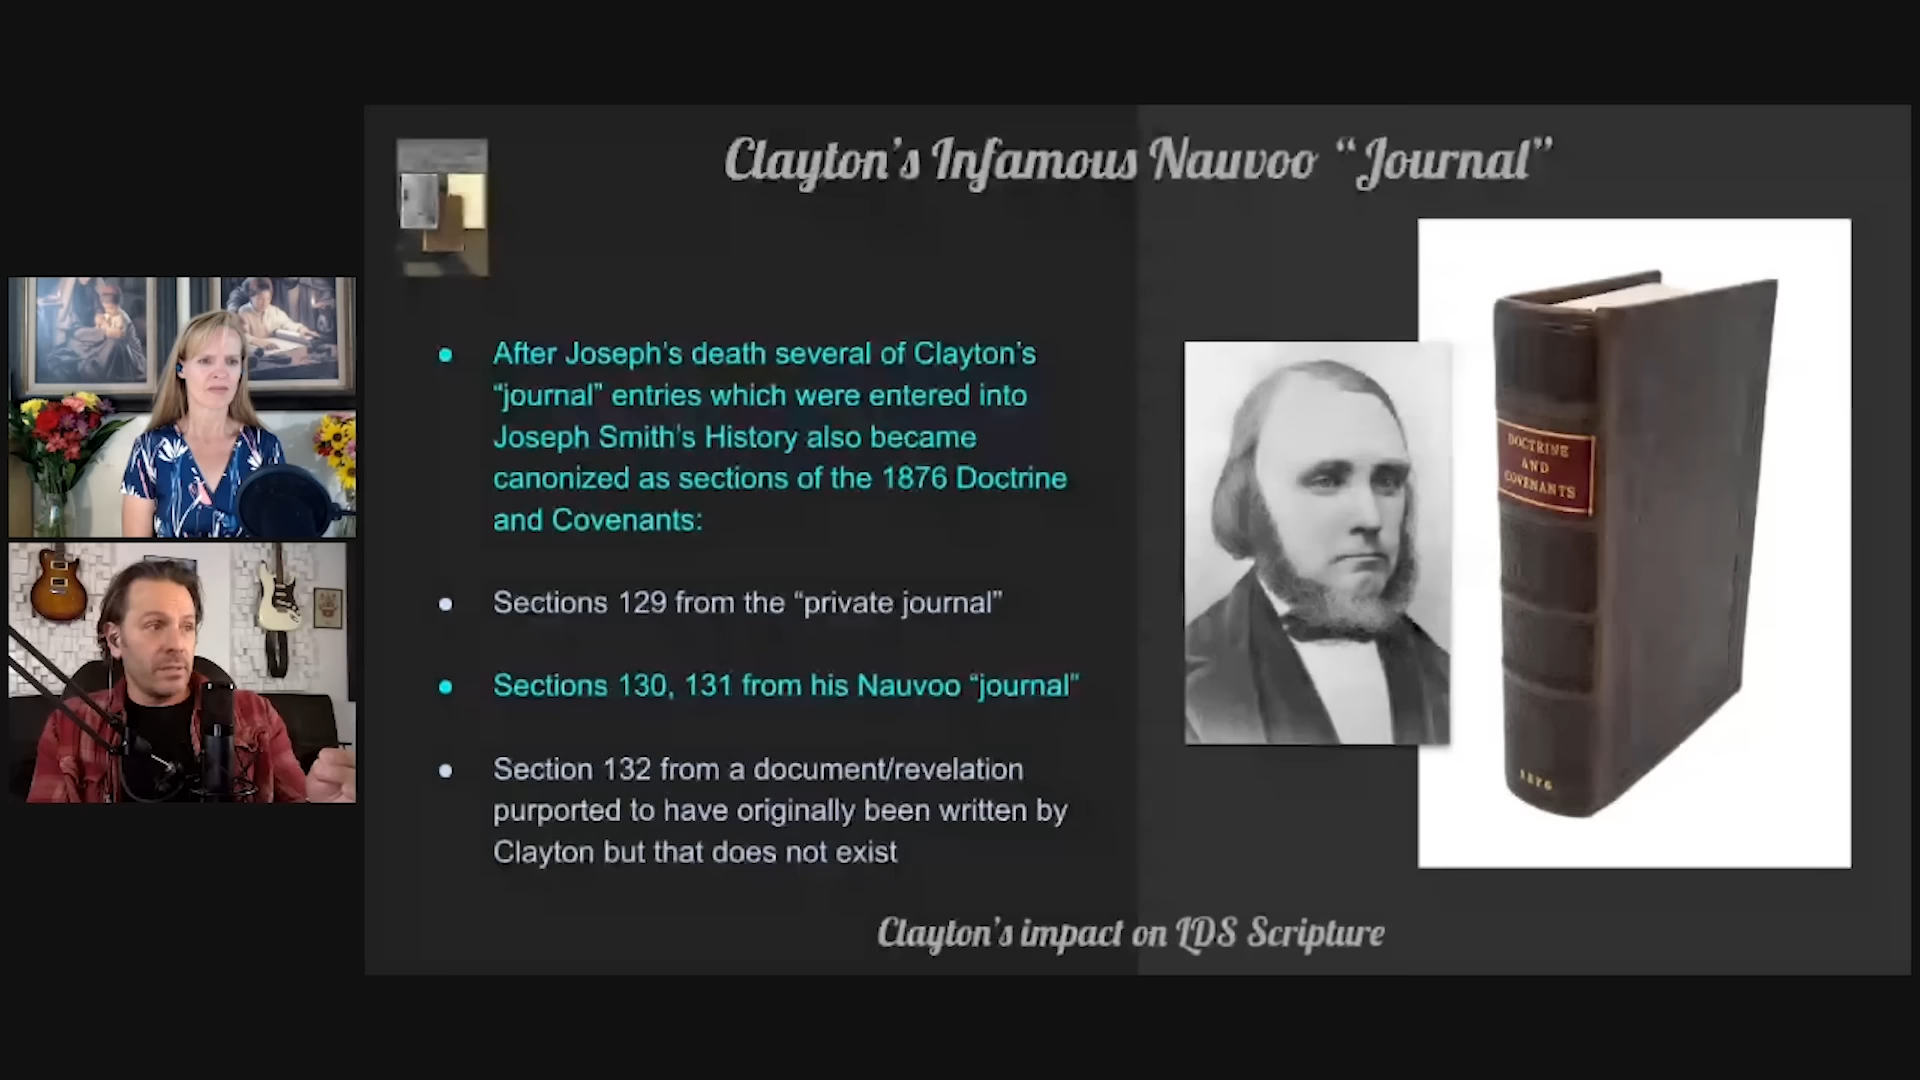 Clayton's Infamous Nauvoo “Journal”
After Joseph's death several of Clayton's
“journal” entries which were entered into
Joseph Smith's History also became
canonized as sections of the 1876 Doctrine
and Covenants:
Sections 129 from the “private journal”
Sections 130, 131 from his Nauvoo “journal”
Section 132 from a document/revelation
purported to have originally been written by
Clayton but that does not exist
DOCTRINE
AND
COVENANTS
1876
Clayton's impact on LDS Scripture